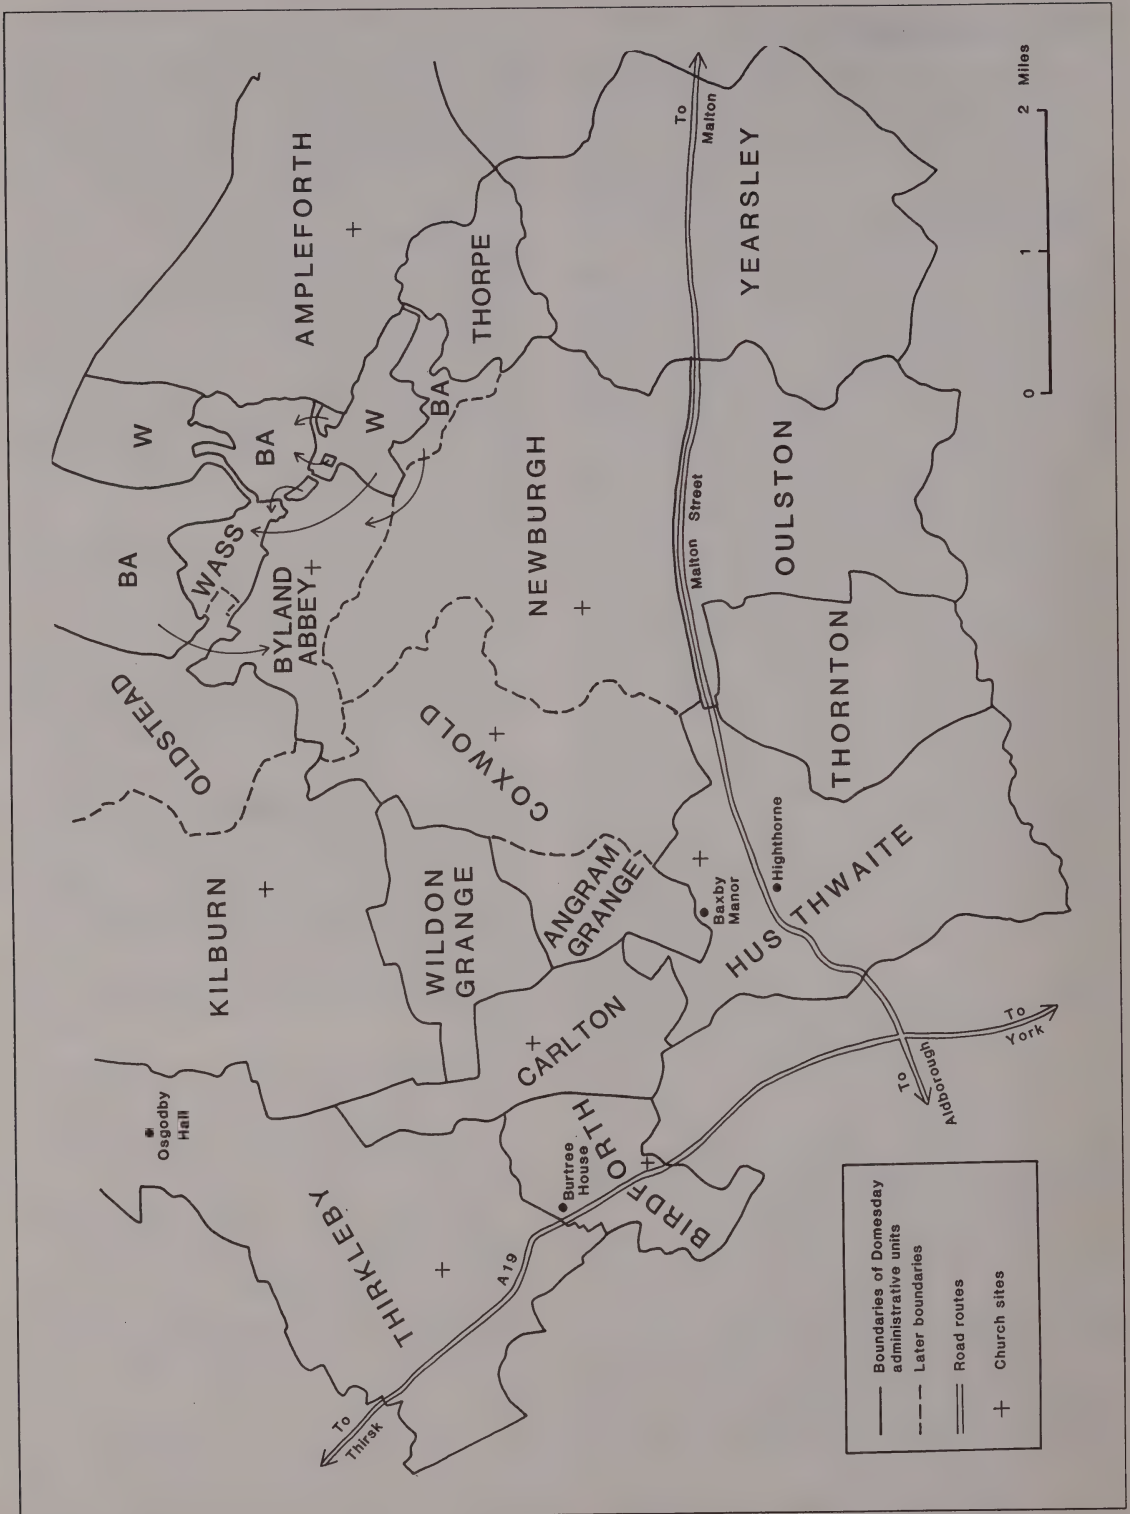 AMPLEFORTH
THORPE
To
Malton
YEARSLEY
0 1 2 Miles
W
BA
W
BA
BA
WASS
BYLAND
ABBEY
NEWBURGH
Malton Street
OULSTON
OLDSTEAD
COXWOLD
THORNTON
KILBURN
WILDON
GRANGE
ANGRAM
GRANGE
Highthorne
Baxby
Manor
HUSTHWAITE
CARLTON
To
York
To
Aldborough
Osgodby
Hall
THIRKLEBY
Burtree
House
BIRDFORTH
A19
To
Thirsk
Boundaries of Domesday
administrative units
Later boundaries
Road routes
Church sites